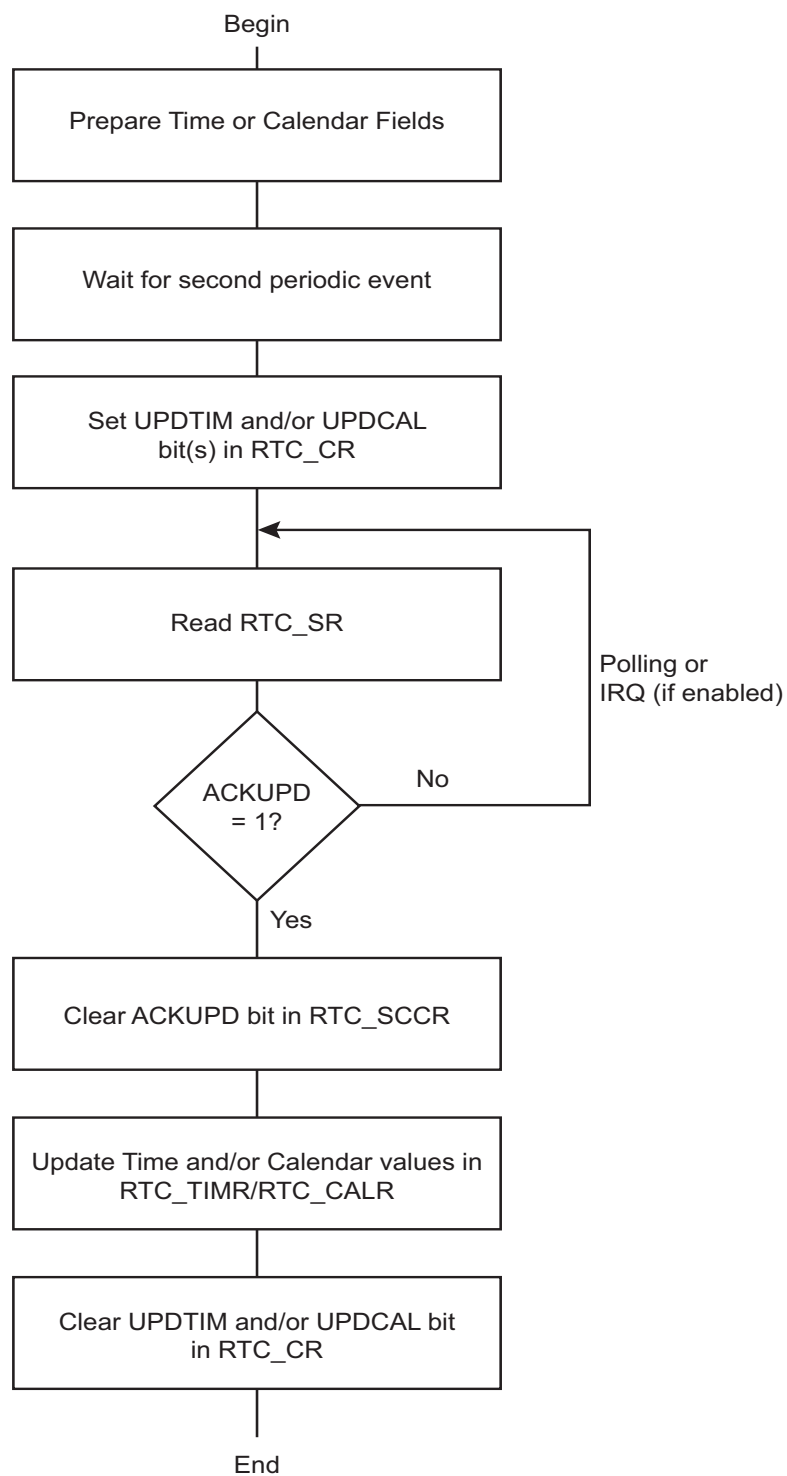 Begin
Prepare Time or Calendar Fields
Wait for second periodic event
Set UPDTIM and/or UPDCAL
bit(s) in RTC_CR
Read RTC_SR
Polling or
IRQ (if enabled)
ACKUPD
= 1?
No
Yes
Clear ACKUPD bit in RTC_SCCR
Update Time and/or Calendar values in
RTC_TIMR/RTC_CALR
Clear UPDTIM and/or UPDCAL bit
in RTC_CR
End